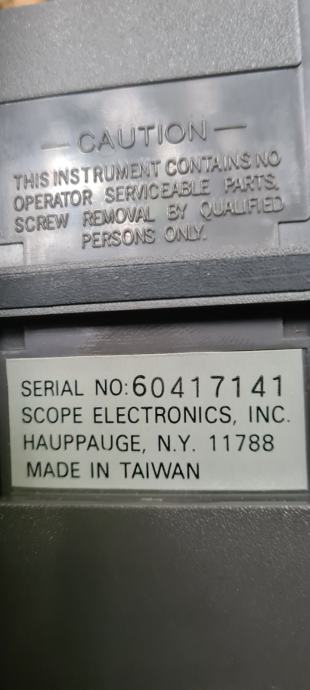 — CAUTION —
THIS INSTRUMENT CONTAINS NO
OPERATOR SERVICEABLE PARTS.
SCREW REMOVAL BY QUALIFIED
PERSONS ONLY.
SERIAL NO:60417141
SCOPE ELECTRONICS, INC.
HAUPPAUGE, N.Y. 11788
MADE IN TAIWAN